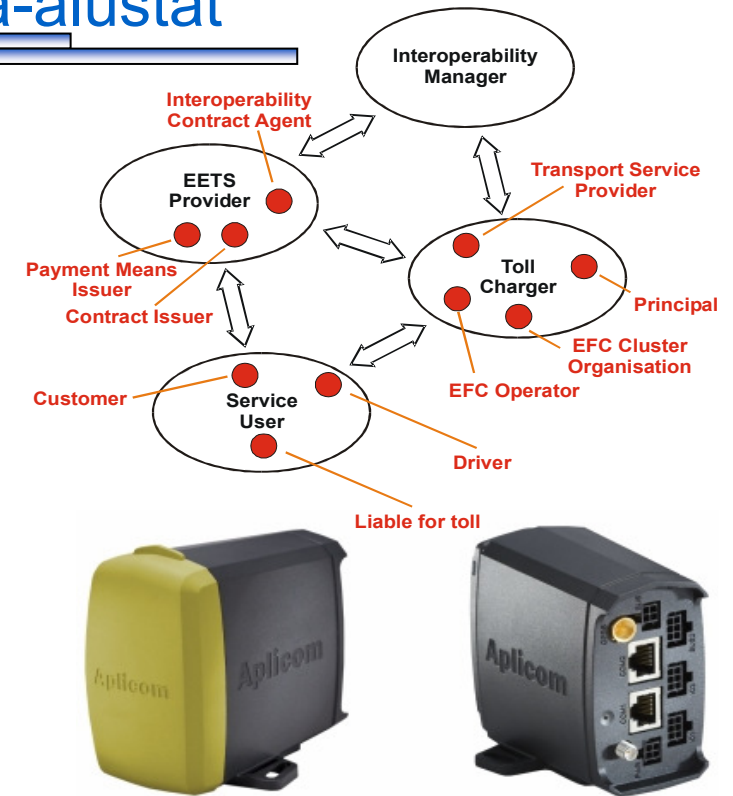 a-alustat
Interoperability
Manager
Interoperability
Contract Agent
EETS
Provider
Transport Service
Provider
Toll
Charger
Payment Means
Issuer
Contract Issuer
Principal
EFC Cluster
Organisation
EFC Operator
Customer
Service
User
Driver
Liable for toll
Aplicom
Aplicom
Aplicom